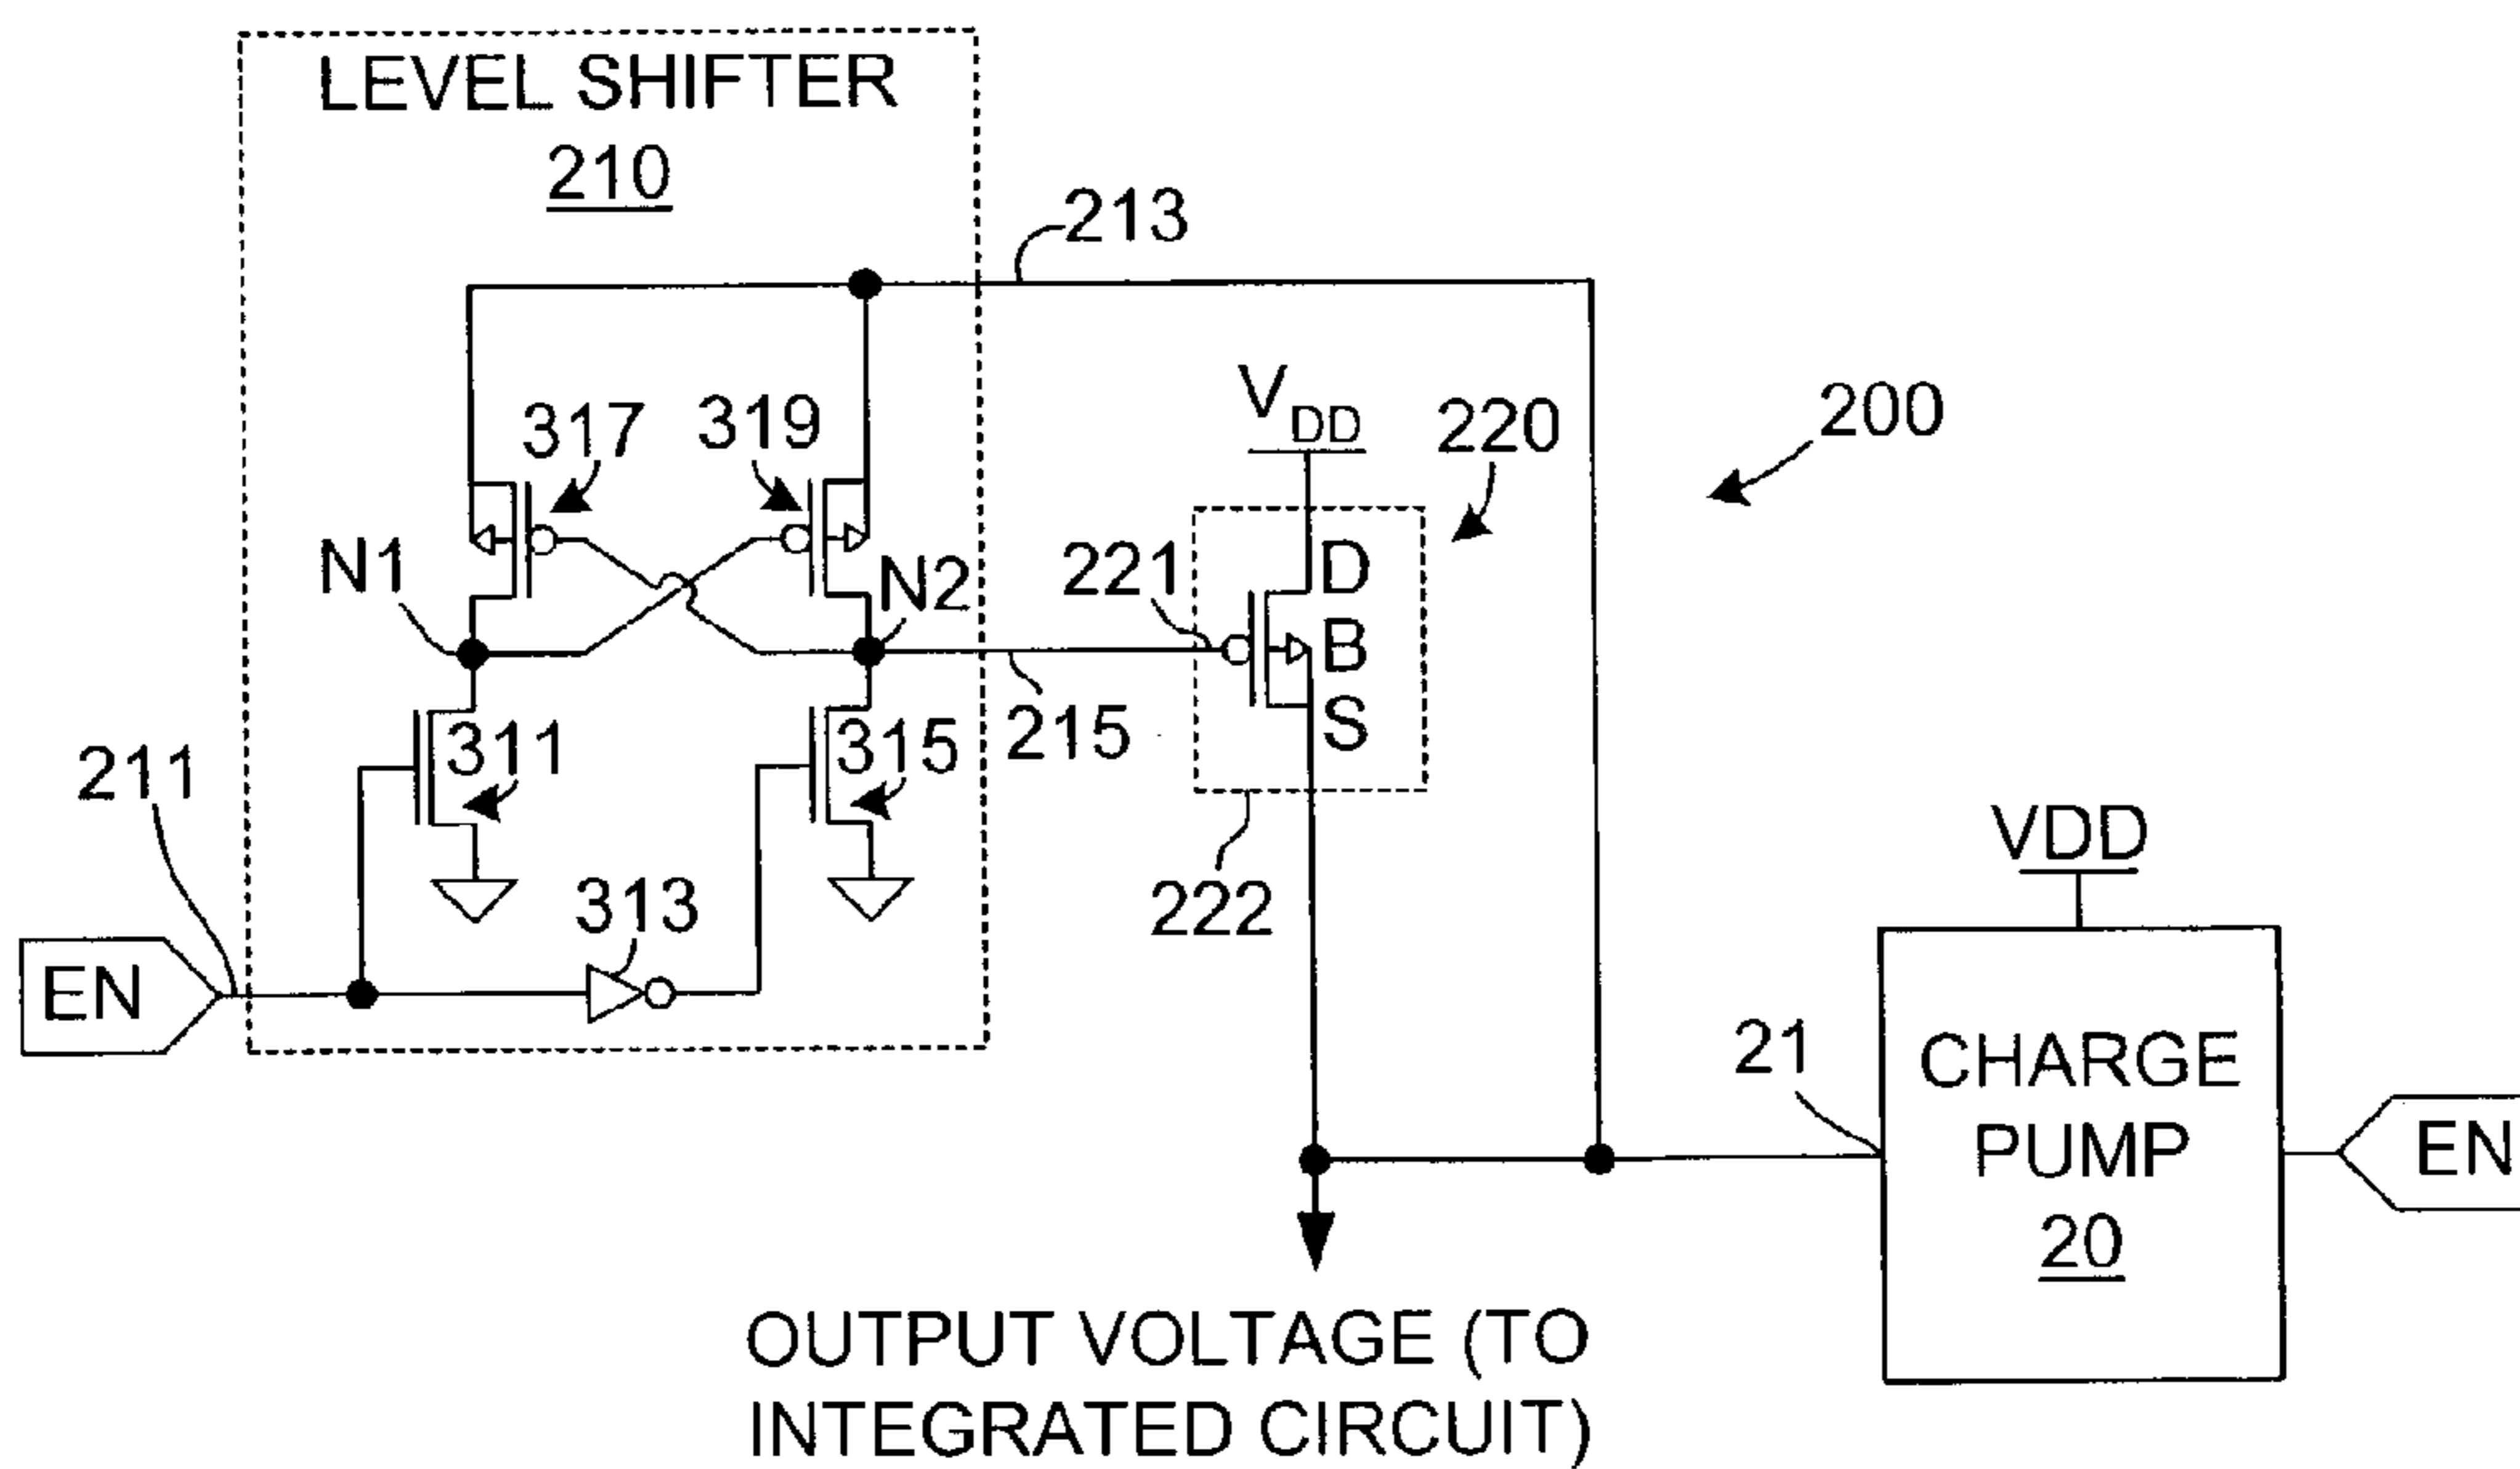 LEVEL SHIFTER
210
213
317
319
V DD
220
200
N1
N2
221
D
B
S
215
311
315
211
222
VDD
313
EN
21
CHARGE
PUMP
20
EN
OUTPUT VOLTAGE (TO
INTEGRATED CIRCUIT)